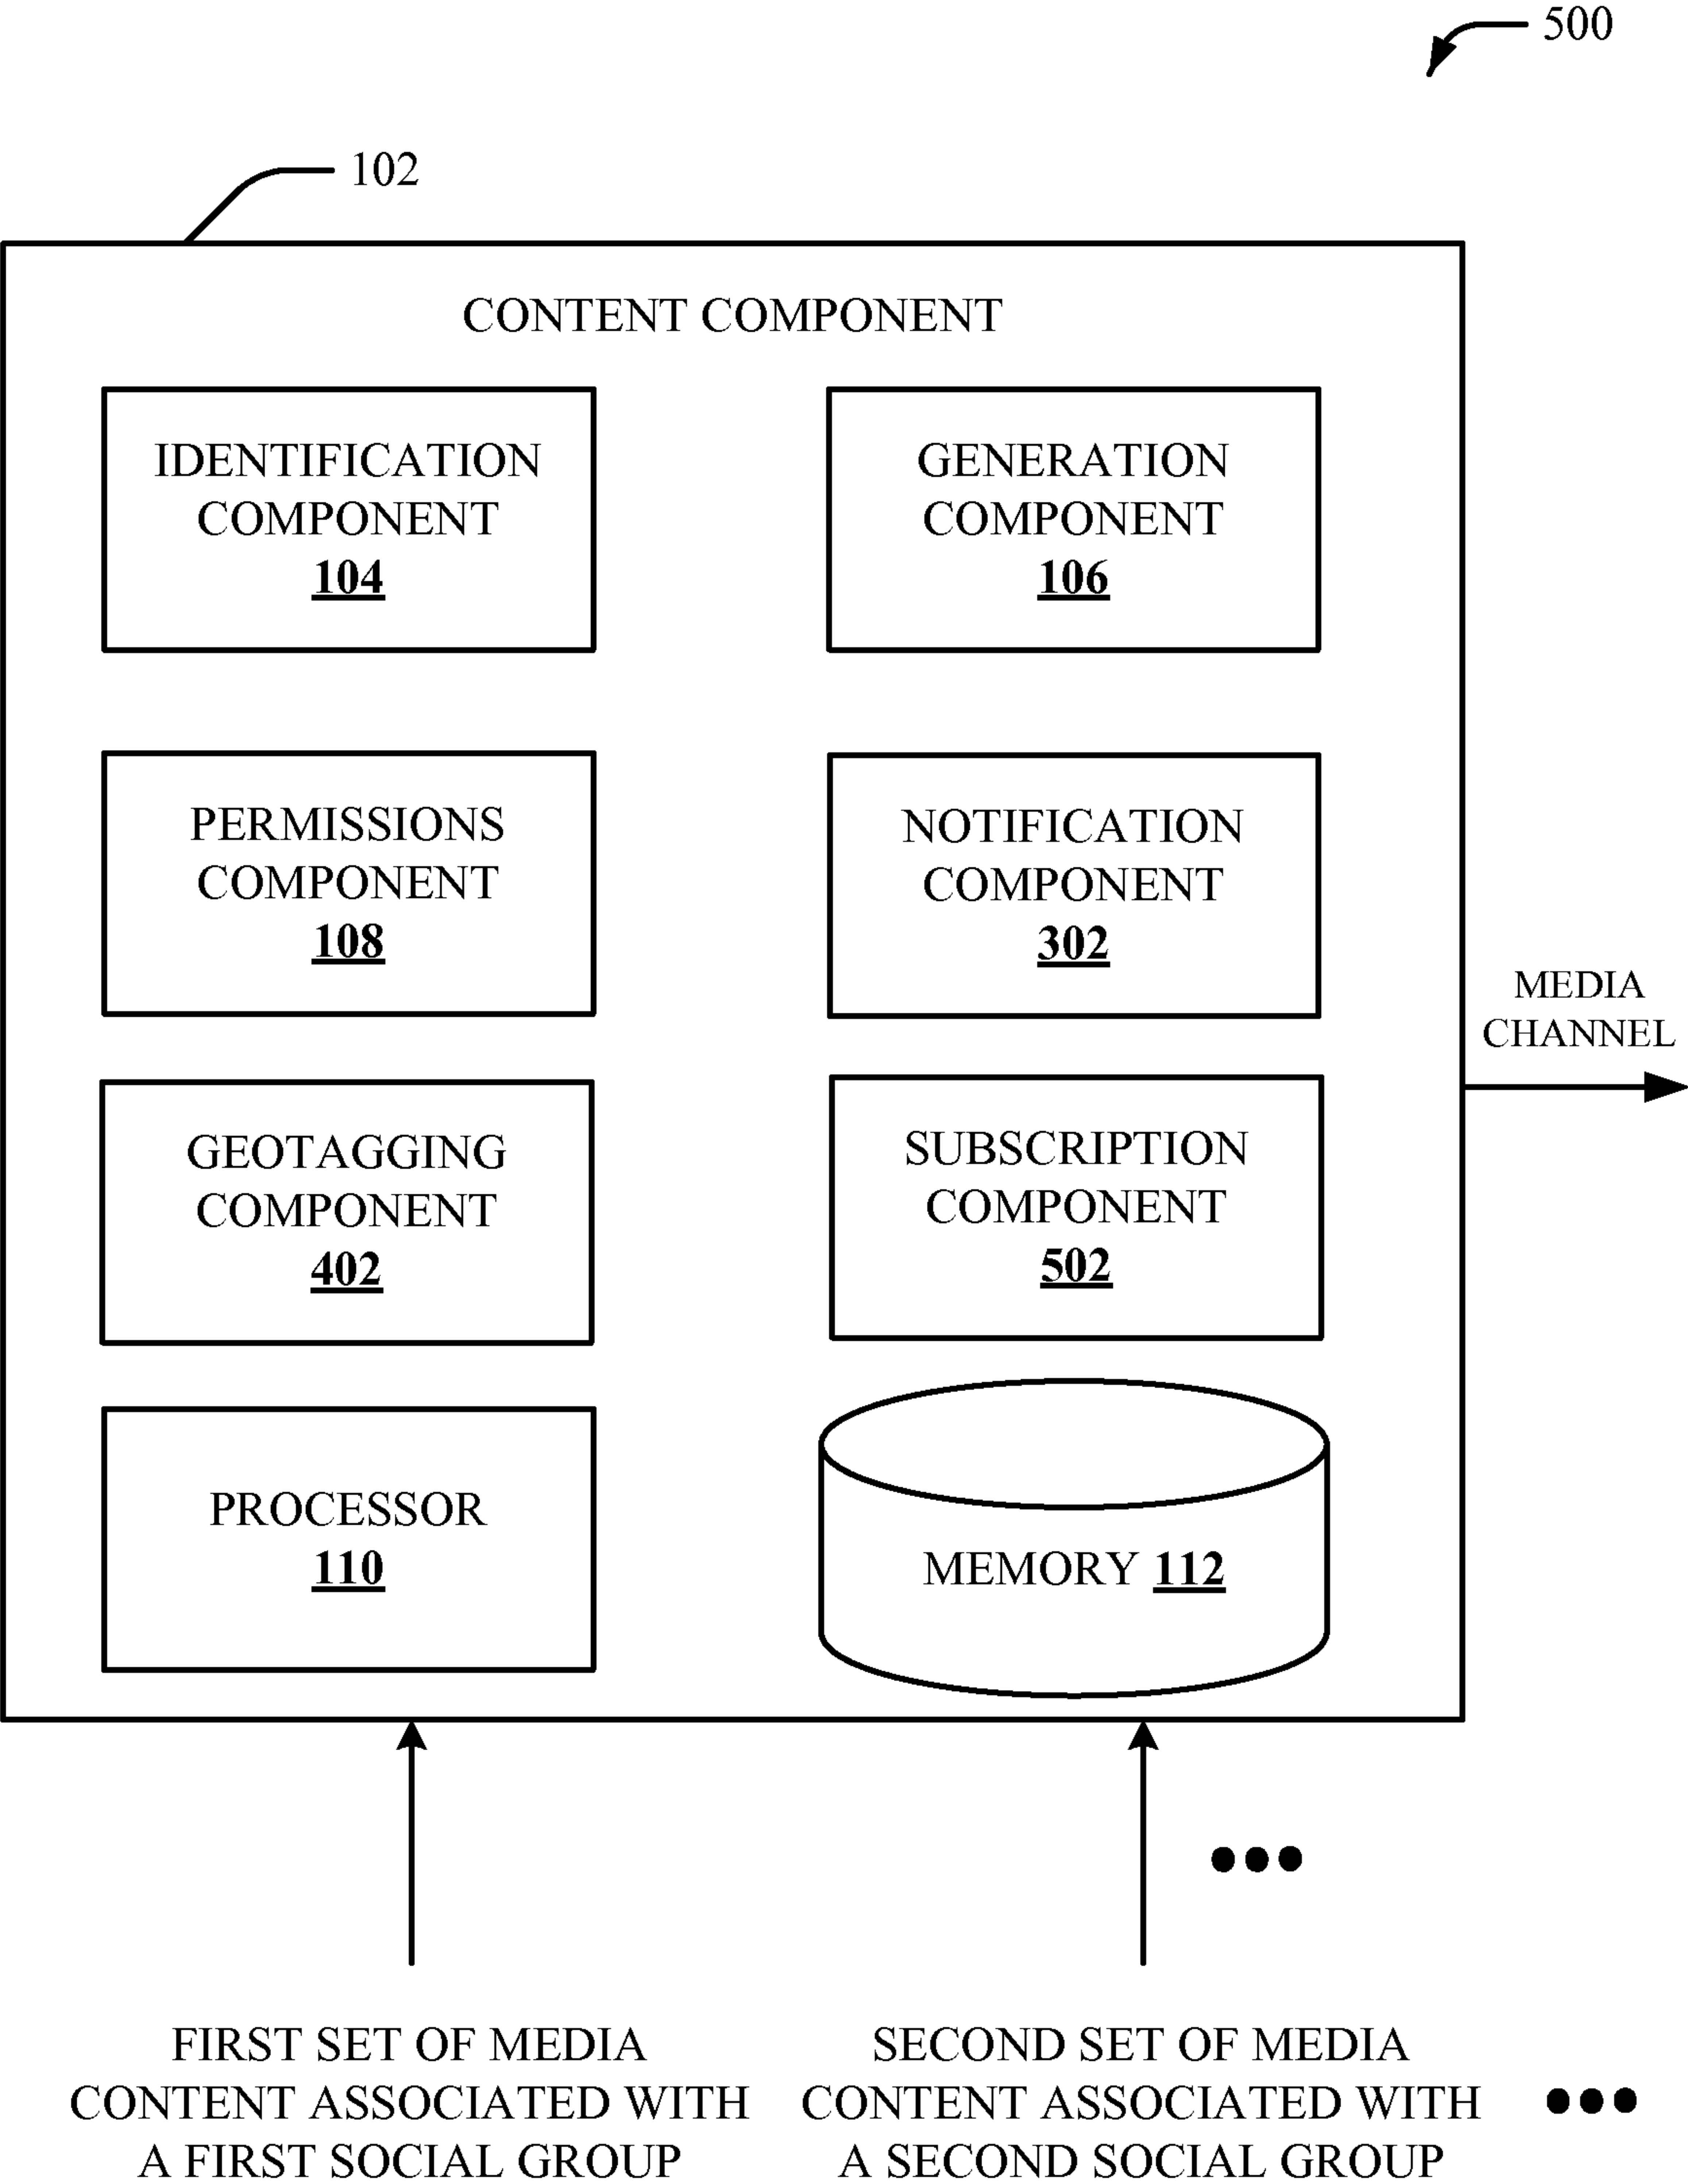 500
102
CONTENT COMPONENT
IDENTIFICATION
COMPONENT
104
GENERATION
COMPONENT
106
PERMISSIONS
COMPONENT
108
NOTIFICATION
COMPONENT
302
MEDIA
CHANNEL
GEOTAGGING
COMPONENT
402
SUBSCRIPTION
COMPONENT
502
PROCESSOR
110
MEMORY 112
FIRST SET OF MEDIA
CONTENT ASSOCIATED WITH
A FIRST SOCIAL GROUP
SECOND SET OF MEDIA
CONTENT ASSOCIATED WITH
A SECOND SOCIAL GROUP